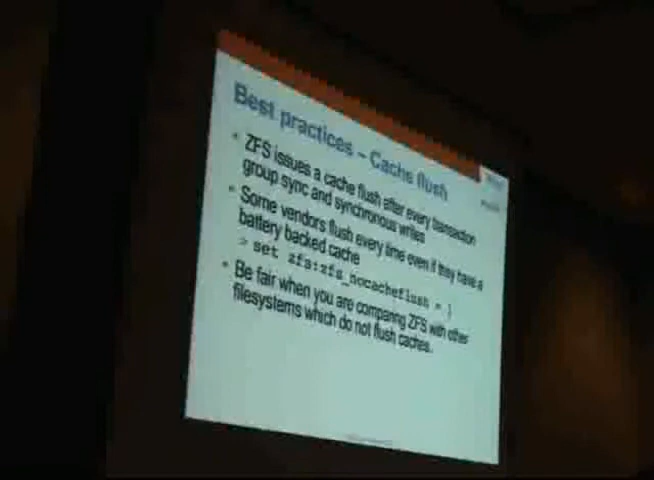 Best practices – Cache flush
• ZFS issues a cache flush after every transaction
group sync and synchronous writes
• Some vendors flush every time even if they have a
battery backed cache
> set zfs:zfs_nocacheflush = 1
• Be fair when you are comparing ZFS with other
filesystems which do not flush caches.